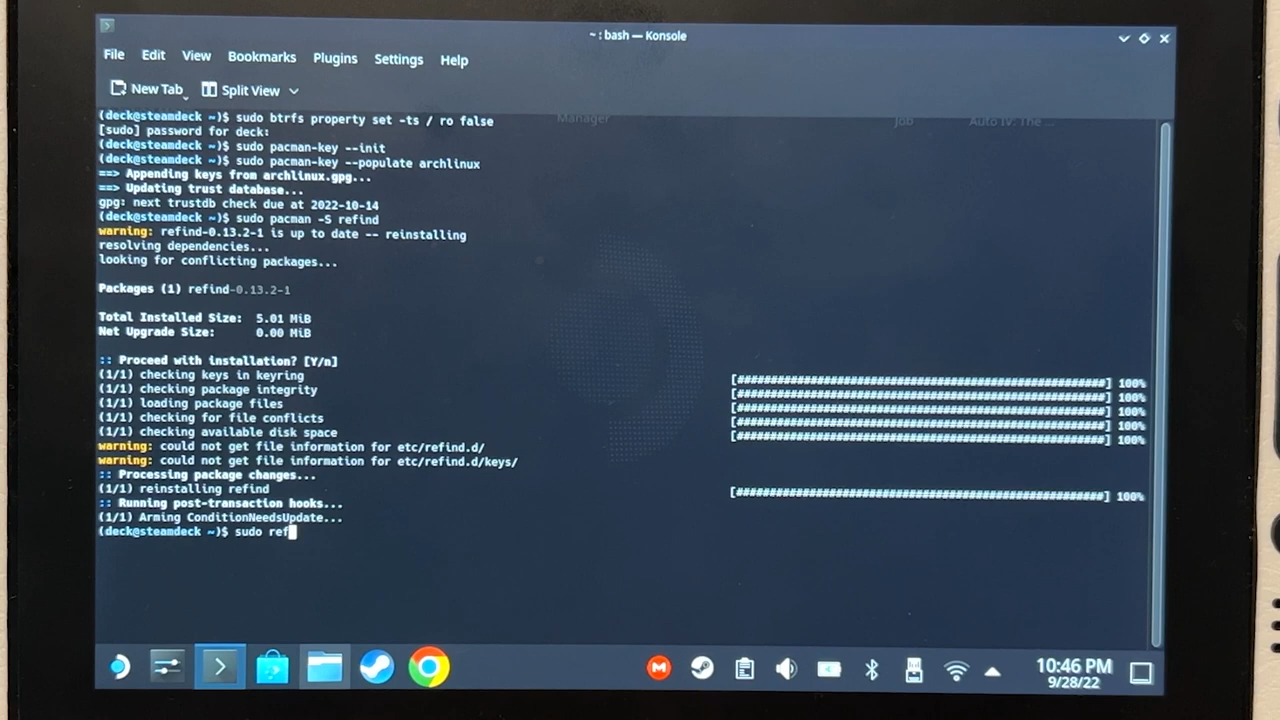 ~ : bash — Konsole
File Edit View Bookmarks Plugins Settings Help
New Tab Split View
Manager Job Auto IV: The ...
(deck@steamdeck ~)$ sudo btrfs property set -ts / ro false
[sudo] password for deck:
(deck@steamdeck ~)$ sudo pacman-key --init
(deck@steamdeck ~)$ sudo pacman-key --populate archlinux
==> Appending keys from archlinux.gpg...
==> Updating trust database...
gpg: next trustdb check due at 2022-10-14
(deck@steamdeck ~)$ sudo pacman -S refind
warning: refind-0.13.2-1 is up to date -- reinstalling
resolving dependencies...
looking for conflicting packages...
Packages (1) refind-0.13.2-1
Total Installed Size: 5.01 MiB
Net Upgrade Size: 0.00 MiB
:: Proceed with installation? [Y/n]
(1/1) checking keys in keyring [######################################################] 100%
(1/1) checking package integrity [######################################################] 100%
(1/1) loading package files [######################################################] 100%
(1/1) checking for file conflicts [######################################################] 100%
(1/1) checking available disk space [######################################################] 100%
warning: could not get file information for etc/refind.d/
warning: could not get file information for etc/refind.d/keys/
:: Processing package changes...
(1/1) reinstalling refind [######################################################] 100%
:: Running post-transaction hooks...
(1/1) Arming ConditionNeedsUpdate...
(deck@steamdeck ~)$ sudo ref
M
10:46 PM
9/28/22